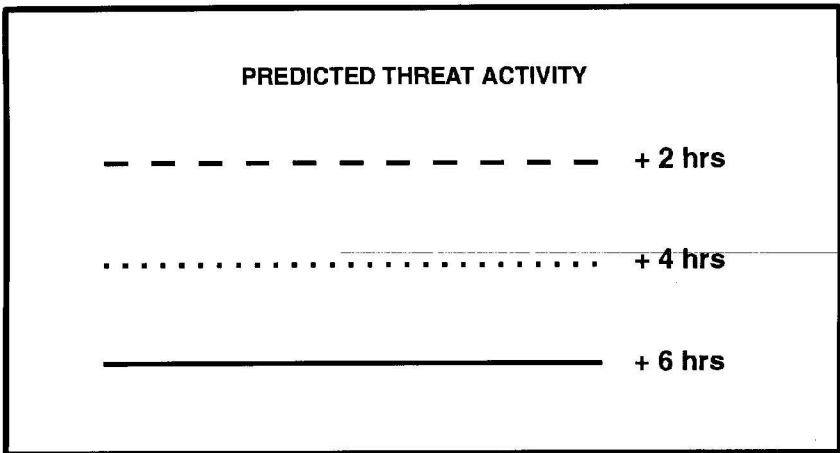 PREDICTED THREAT ACTIVITY
+ 2 hrs
+ 4 hrs
+ 6 hrs